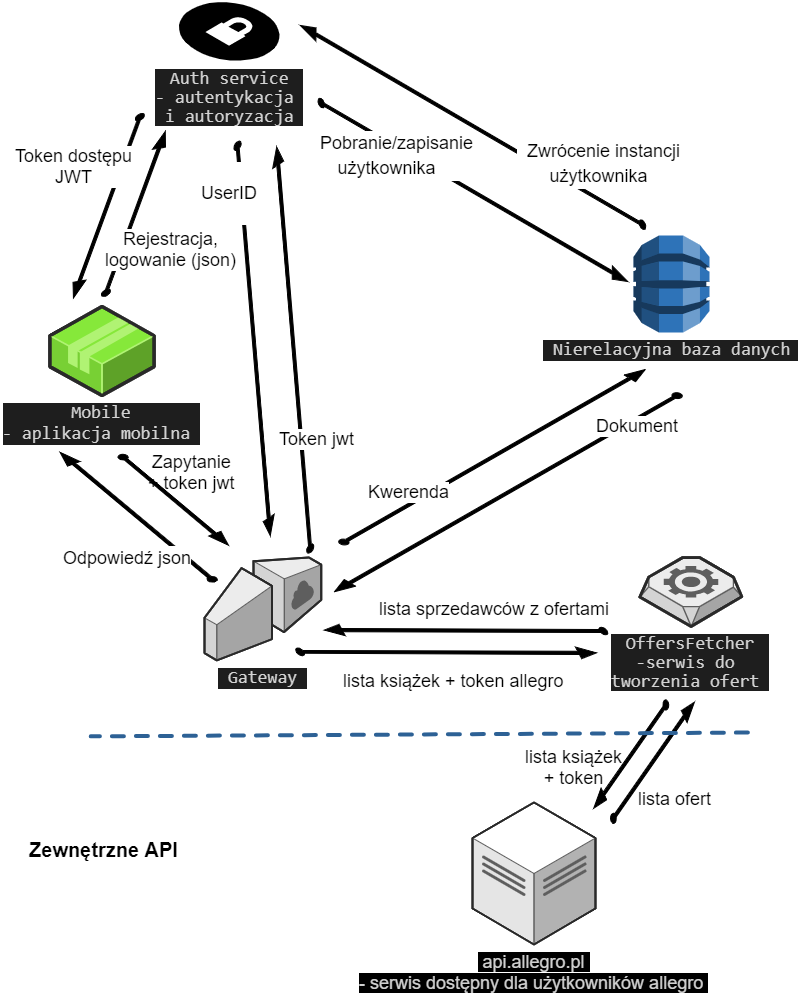 Auth service
- autentykacja
i autoryzacja
Token dostępu
JWT
UserID
Pobranie/zapisanie
użytkownika
Zwrócenie instancji
użytkownika
Rejestracja,
logowanie (json)
Nierelacyjna baza danych
Mobile
- aplikacja mobilna
Token jwt
Dokument
Zapytanie
+ token jwt
Kwerenda
Odpowiedź json
lista sprzedawców z ofertami
OffersFetcher
-serwis do
tworzenia ofert
Gateway
lista książek + token allegro
lista książek
+ token
lista ofert
Zewnętrzne API
api.allegro.pl
- serwis dostępny dla użytkowników allegro